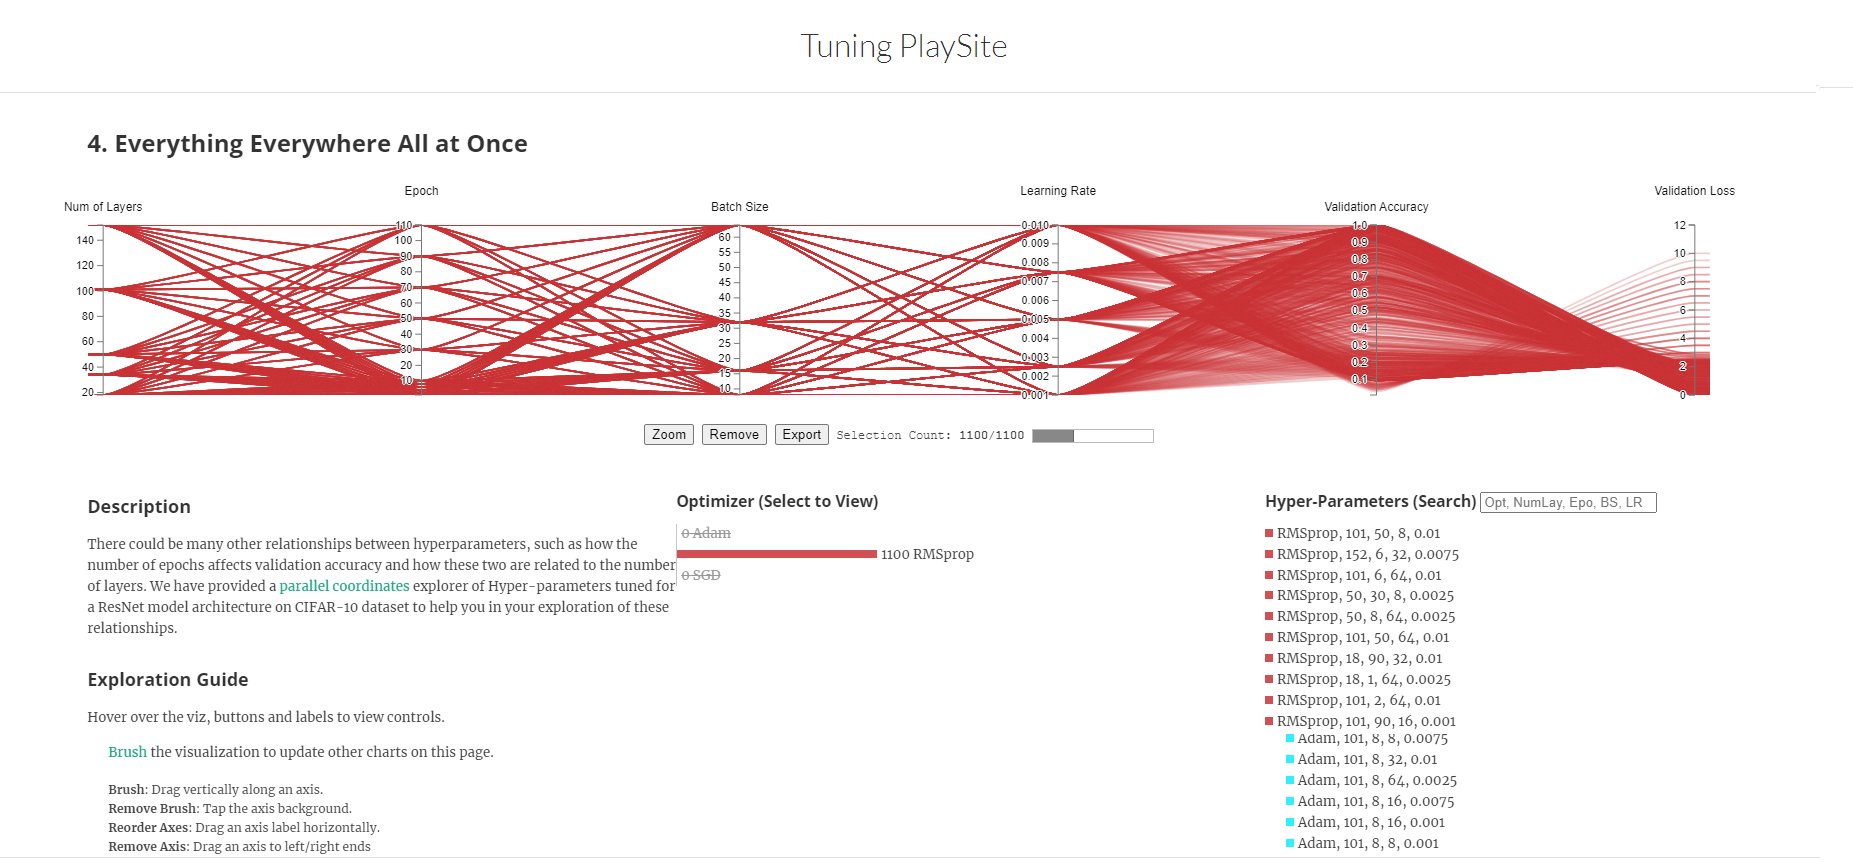 Tuning PlaySite
4. Everything Everywhere All at Once
Num of Layers
140
120
100
80
60
40
20
Epoch
110
100
90
80
70
60
50
40
30
20
10
Batch Size
60
55
50
45
40
35
30
25
20
15
10
Learning Rate
0.010
0.009
0.008
0.007
0.006
0.005
0.004
0.003
0.002
0.001
Validation Accuracy
1.0
0.9
0.8
0.7
0.6
0.5
0.4
0.3
0.2
0.1
Validation Loss
12
10
8
6
4
2
0
Zoom Remove Export Selection Count: 1100/1100
Description
There could be many other relationships between hyperparameters, such as how the
number of epochs affects validation accuracy and how these two are related to the number
of layers. We have provided a parallel coordinates explorer of Hyper-parameters tuned for
a ResNet model architecture on CIFAR-10 dataset to help you in your exploration of these
relationships.
Exploration Guide
Hover over the viz, buttons and labels to view controls.
Brush the visualization to update other charts on this page.
Brush: Drag vertically along an axis.
Remove Brush: Tap the axis background.
Reorder Axes: Drag an axis label horizontally.
Remove Axis: Drag an axis to left/right ends
Optimizer (Select to View)
0 Adam
1100 RMSprop
0 SGD
Hyper-Parameters (Search) Opt, NumLay, Epo, BS, LR
RMSprop, 101, 50, 8, 0.01
RMSprop, 152, 6, 32, 0.0075
RMSprop, 101, 6, 64, 0.01
RMSprop, 50, 30, 8, 0.0025
RMSprop, 50, 8, 64, 0.0025
RMSprop, 101, 50, 64, 0.01
RMSprop, 18, 90, 32, 0.01
RMSprop, 18, 1, 64, 0.0025
RMSprop, 101, 2, 64, 0.01
RMSprop, 101, 90, 16, 0.001
Adam, 101, 8, 8, 0.0075
Adam, 101, 8, 32, 0.01
Adam, 101, 8, 64, 0.0025
Adam, 101, 8, 16, 0.0075
Adam, 101, 8, 16, 0.001
Adam, 101, 8, 8, 0.001